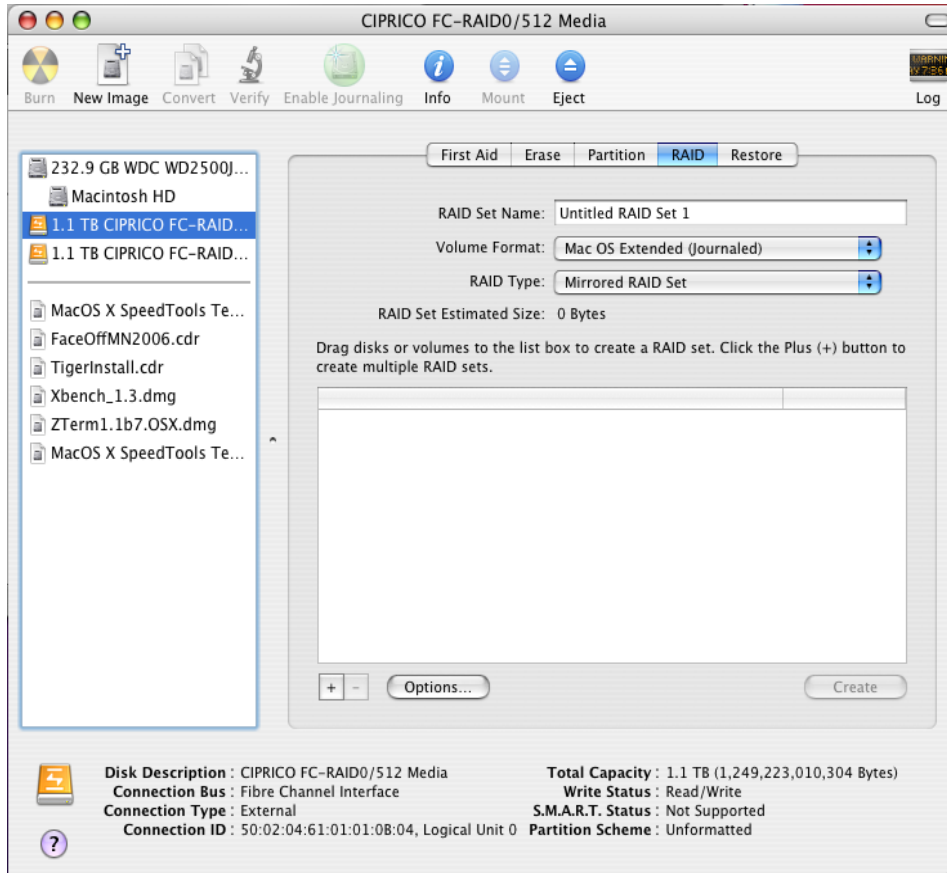 CIPRICO FC-RAID0/512 Media
Burn New Image Convert Verify Enable Journaling Info Mount Eject Log
232.9 GB WDC WD2500J...
Macintosh HD
1.1 TB CIPRICO FC-RAID...
1.1 TB CIPRICO FC-RAID...
MacOS X SpeedTools Te...
FaceOffMN2006.cdr
TigerInstall.cdr
Xbench_1.3.dmg
ZTerm1.1b7.OSX.dmg
MacOS X SpeedTools Te...
First Aid Erase Partition RAID Restore
RAID Set Name: Untitled RAID Set 1
Volume Format: Mac OS Extended (Journaled)
RAID Type: Mirrored RAID Set
RAID Set Estimated Size: 0 Bytes
Drag disks or volumes to the list box to create a RAID set. Click the Plus (+) button to
create multiple RAID sets.
+ - Options... Create
Disk Description : CIPRICO FC-RAID0/512 Media
Connection Bus : Fibre Channel Interface
Connection Type : External
Connection ID : 50:02:04:61:01:01:0B:04, Logical Unit 0
Total Capacity : 1.1 TB (1,249,223,010,304 Bytes)
Write Status : Read/Write
S.M.A.R.T. Status : Not Supported
Partition Scheme : Unformatted
?